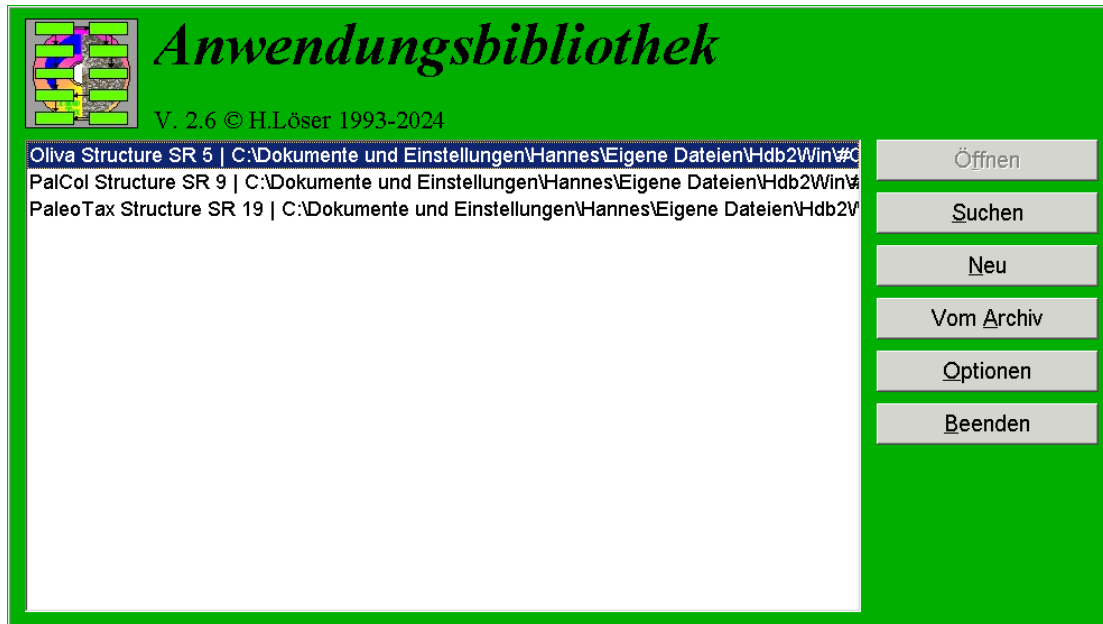 Anwendungsbibliothek
V. 2.6 © H.Löser 1993-2024
Oliva Structure SR 5 | C:\Dokumente und Einstellungen\Hannes\Eigene Dateien\Hdb2Win\#
PalCol Structure SR 9 | C:\Dokumente und Einstellungen\Hannes\Eigene Dateien\Hdb2Win\#
PaleoTax Structure SR 19 | C:\Dokumente und Einstellungen\Hannes\Eigene Dateien\Hdb2
Öffnen
Suchen
Neu
Vom Archiv
Optionen
Beenden